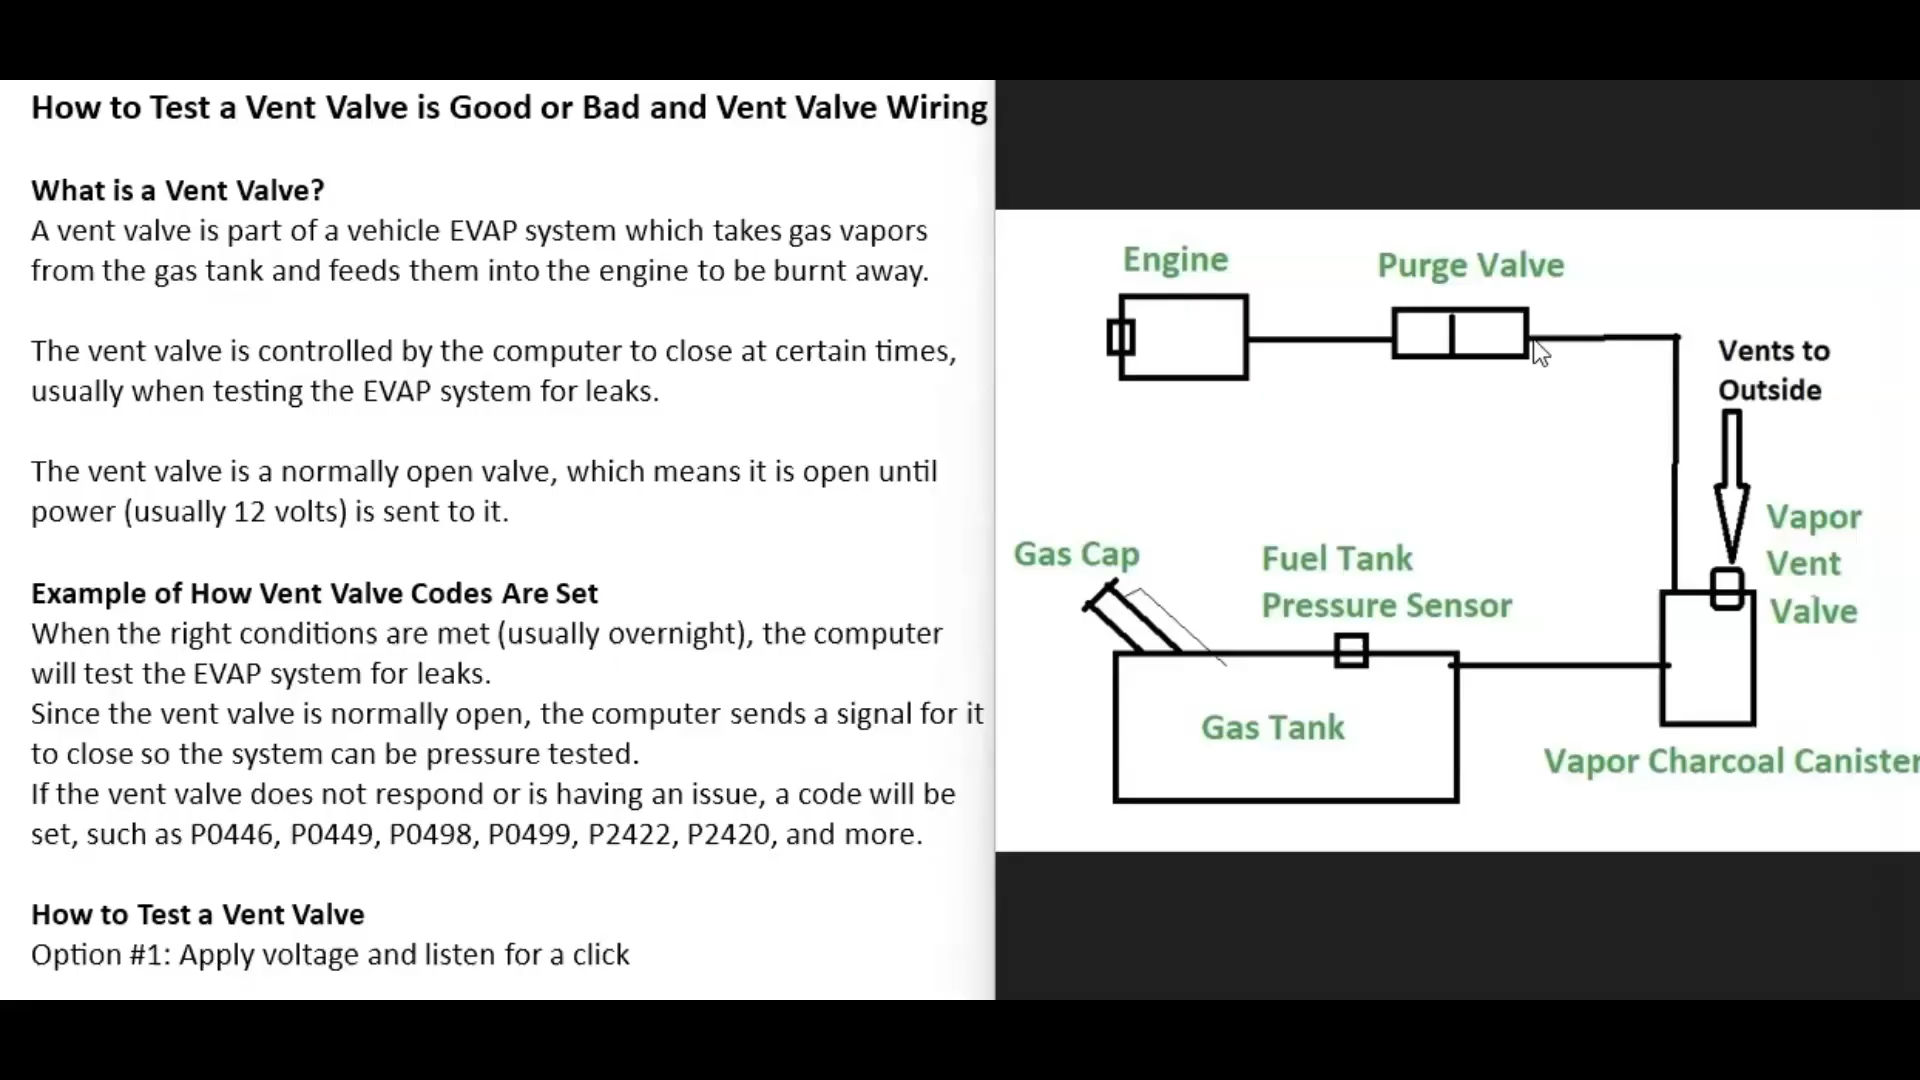 How to Test a Vent Valve is Good or Bad and Vent Valve Wiring
What is a Vent Valve?
A vent valve is part of a vehicle EVAP system which takes gas vapors
from the gas tank and feeds them into the engine to be burnt away.
The vent valve is controlled by the computer to close at certain times,
usually when testing the EVAP system for leaks.
The vent valve is a normally open valve, which means it is open until
power (usually 12 volts) is sent to it.
Example of How Vent Valve Codes Are Set
When the right conditions are met (usually overnight), the computer
will test the EVAP system for leaks.
Since the vent valve is normally open, the computer sends a signal for it
to close so the system can be pressure tested.
If the vent valve does not respond or is having an issue, a code will be
set, such as P0446, P0449, P0498, P0499, P2422, P2420, and more.
How to Test a Vent Valve
Option #1: Apply voltage and listen for a click
Engine
Purge Valve
Vents to
Outside
Vapor
Vent
Valve
Gas Cap
Fuel Tank
Pressure Sensor
Gas Tank
Vapor Charcoal Canister